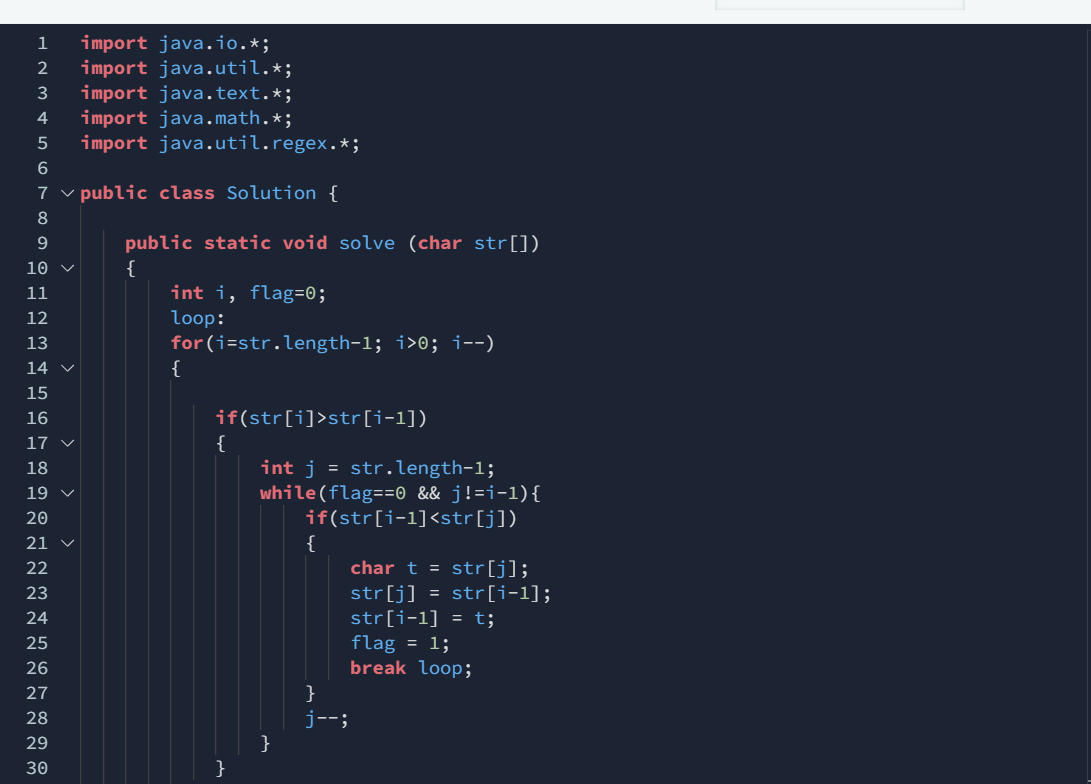 1 import java.io.*;
2 import java.util.*;
3 import java.text.*;
4 import java.math.*;
5 import java.util.regex.*;
6
7 public class Solution {
8
9 public static void solve (char str[])
10 {
11 int i, flag=0;
12 loop:
13 for(i=str.length-1; i>0; i--)
14 {
15
16 if(str[i]>str[i-1])
17 {
18 int j = str.length-1;
19 while(flag==0 && j!=i-1){
20 if(str[i-1]<str[j])
21 {
22 char t = str[j];
23 str[j] = str[i-1];
24 str[i-1] = t;
25 flag = 1;
26 break loop;
27 }
28 j--;
29 }
30 }